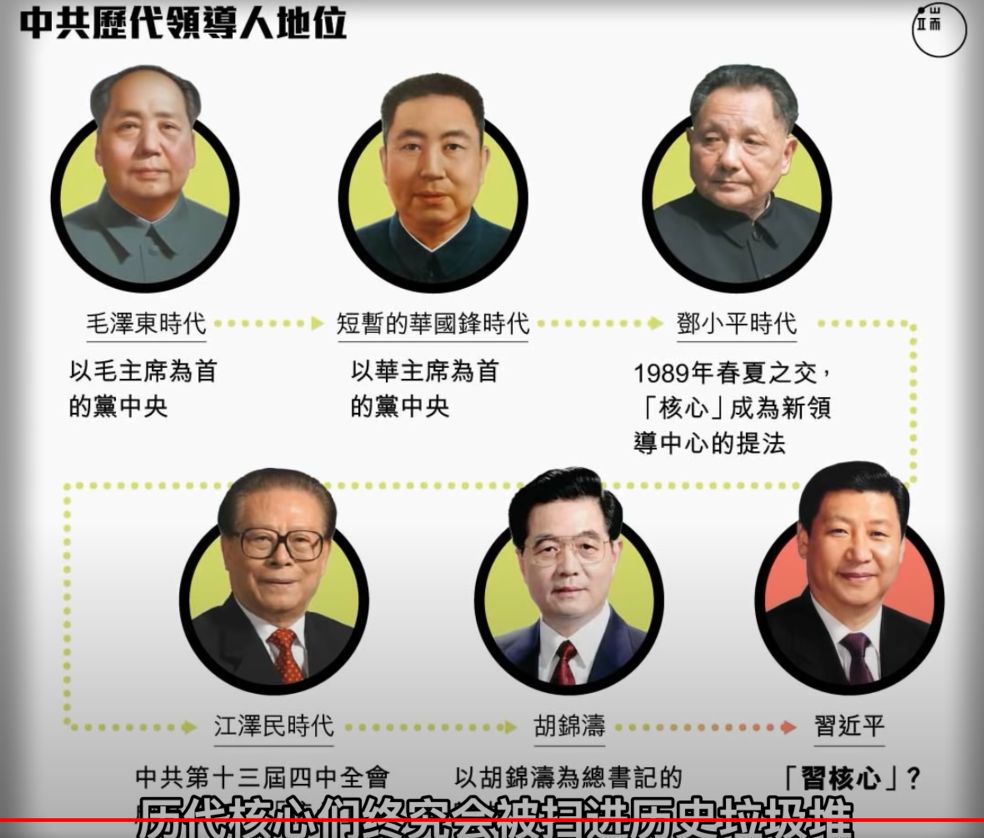 中共歷代領導人地位
端
毛澤東時代
短暫的華國鋒時代
鄧小平時代
以毛主席為首
的黨中央
以華主席為首
的黨中央
1989年春夏之交，
「核心」成為新領
導中心的提法
江澤民時代
胡錦濤
習近平
中共第十三屆四中全會
以胡錦濤為總書記的
「習核心」？
历代核心们终究会被扫进历史垃圾堆